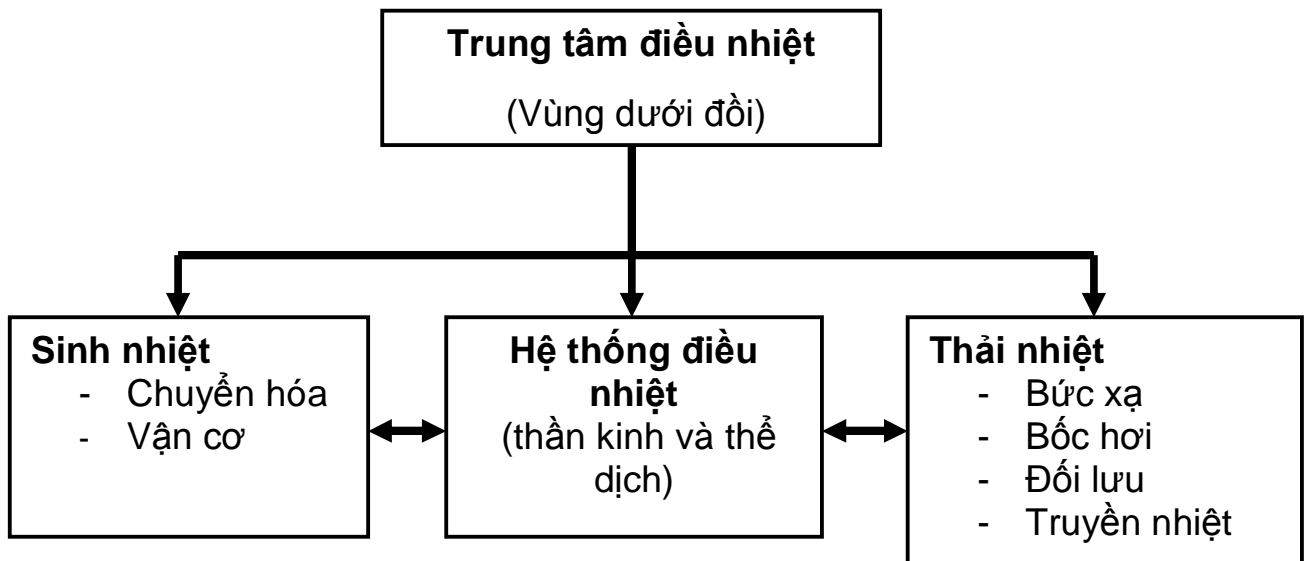 Trung tâm điều nhiệt
(Vùng dưới đồi)
Sinh nhiệt
- Chuyển hóa
- Vận cơ
Hệ thống điều
nhiệt
(thần kinh và thể
dịch)
Thải nhiệt
- Bức xạ
- Bốc hơi
- Đối lưu
- Truyền nhiệt